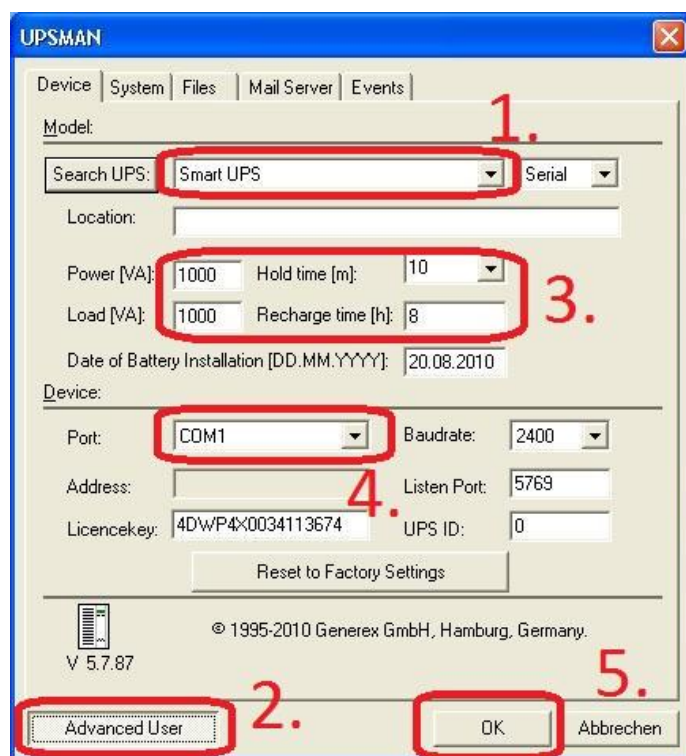 UPSMAN
Device System Files Mail Server Events
Model:
1.
Search UPS: Smart UPS Serial
Location:
Power [VA]: 1000 Hold time [m]: 10
3.
Load [VA]: 1000 Recharge time [h]: 8
Date of Battery Installation [DD.MM.YYYY]: 20.08.2010
Device:
Port: COM1 Baudrate: 2400
4.
Address: Listen Port: 5769
Licencekey: 4DWP4X0034113674 UPS ID: 0
Reset to Factory Settings
© 1995-2010 Generex GmbH, Hamburg, Germany.
V 5.7.87
5.
Advanced User 2. OK Abbrechen